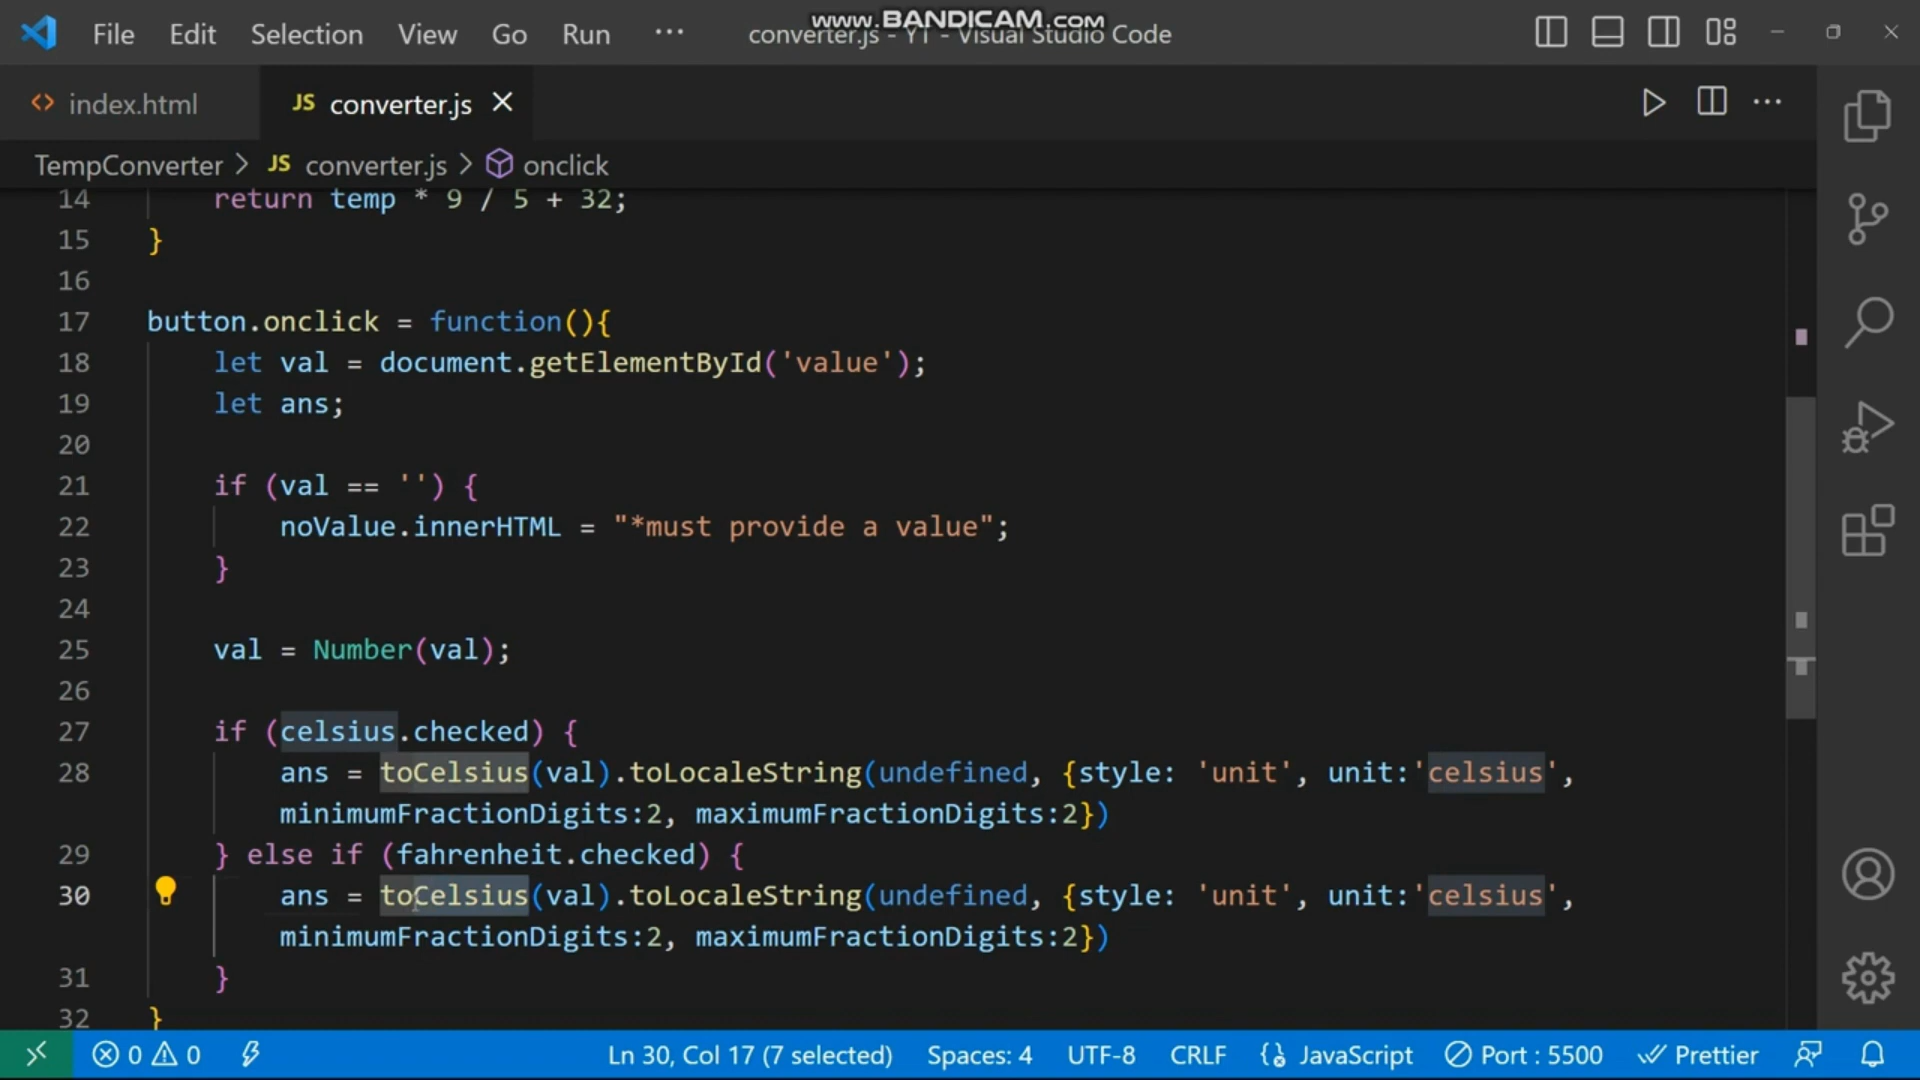 www.BANDICAM.com
File Edit Selection View Go Run ··· converter.js - YT - Visual Studio Code
index.html JS converter.js
TempConverter > JS converter.js > onclick
14 return temp * 9 / 5 + 32;
15 }
16
17 button.onclick = function(){
18 let val = document.getElementById('value');
19 let ans;
20
21 if (val == '') {
22 noValue.innerHTML = "*must provide a value";
23 }
24
25 val = Number(val);
26
27 if (celsius.checked) {
28 ans = toCelsius(val).toLocaleString(undefined, {style: 'unit', unit:'celsius',
minimumFractionDigits:2, maximumFractionDigits:2})
29 } else if (fahrenheit.checked) {
30 ans = toCelsius(val).toLocaleString(undefined, {style: 'unit', unit:'celsius',
minimumFractionDigits:2, maximumFractionDigits:2})
31 }
32 }
0 0 Ln 30, Col 17 (7 selected) Spaces: 4 UTF-8 CRLF JavaScript Port : 5500 Prettier